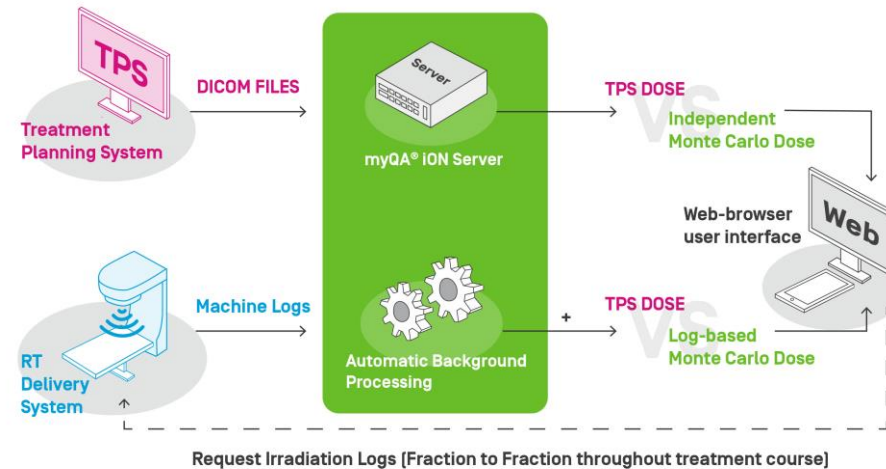 TPS
DICOM FILES
Treatment
Planning System
Server
myQA® iON Server
TPS DOSE
VS
Independent
Monte Carlo Dose
Web-browser
user interface
Web
RT
Delivery
System
Machine Logs
Automatic Background
Processing
+
TPS DOSE
VS
Log-based
Monte Carlo Dose
Request Irradiation Logs (Fraction to Fraction throughout treatment course)